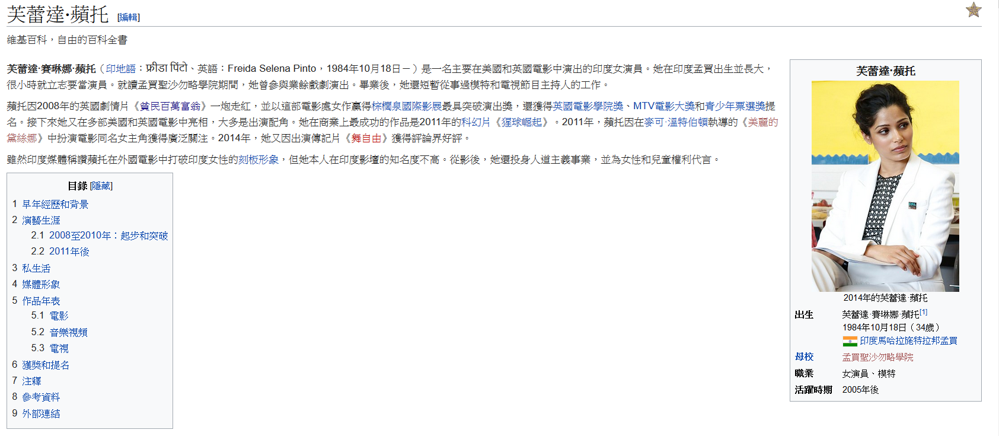 芙蕾達·蘋托 [編輯]
維基百科，自由的百科全書
芙蕾達·賽琳娜·蘋托（印地語：फ्रीडा पिंटो、英語：Freida Selena Pinto，1984年10月18日－）是一名主要在美國和英國電影中演出的印度女演員。她在印度孟買出生並長大，
很小時就立志要當演員。就讀孟買聖沙勿略學院期間，她曾參與業餘戲劇演出。畢業後，她還短暫從事過模特和電視節目主持人的工作。
蘋托因2008年的英國劇情片《貧民百萬富翁》一炮走紅，並以這部電影處女作贏得棕櫚泉國際影展最具突破演出獎，還獲得英國電影學院獎、MTV電影大獎和青少年票選獎提
名。接下來她又在多部美國和英國電影中亮相，大多是出演配角。她在商業上最成功的作品是2011年的科幻片《猩球崛起》。2011年，蘋托因在麥可·溫特伯頓執導的《美麗的
黛絲娜》中扮演電影同名女主角獲得廣泛關注。2014年，她又因出演傳記片《舞自由》獲得評論界好評。
雖然印度媒體稱讚蘋托在外國電影中打破印度女性的刻板形象，但她本人在印度影壇的知名度不高。從影後，她還投身人道主義事業，並為女性和兒童權利代言。
目錄 [隱藏]
1 早年經歷和背景
2 演藝生涯
2.1 2008至2010年：起步和突破
2.2 2011年後
3 私生活
4 媒體形象
5 作品年表
5.1 電影
5.2 音樂視頻
5.3 電視
6 獲獎和提名
7 注釋
8 參考資料
9 外部連結
芙蕾達·蘋托
2014年的芙蕾達·蘋托
出生 芙蕾達·賽琳娜·蘋托[1]
1984年10月18日（34歲）
印度馬哈拉施特拉邦孟買
母校 孟買聖沙勿略學院
職業 女演員、模特
活躍時期 2005年後